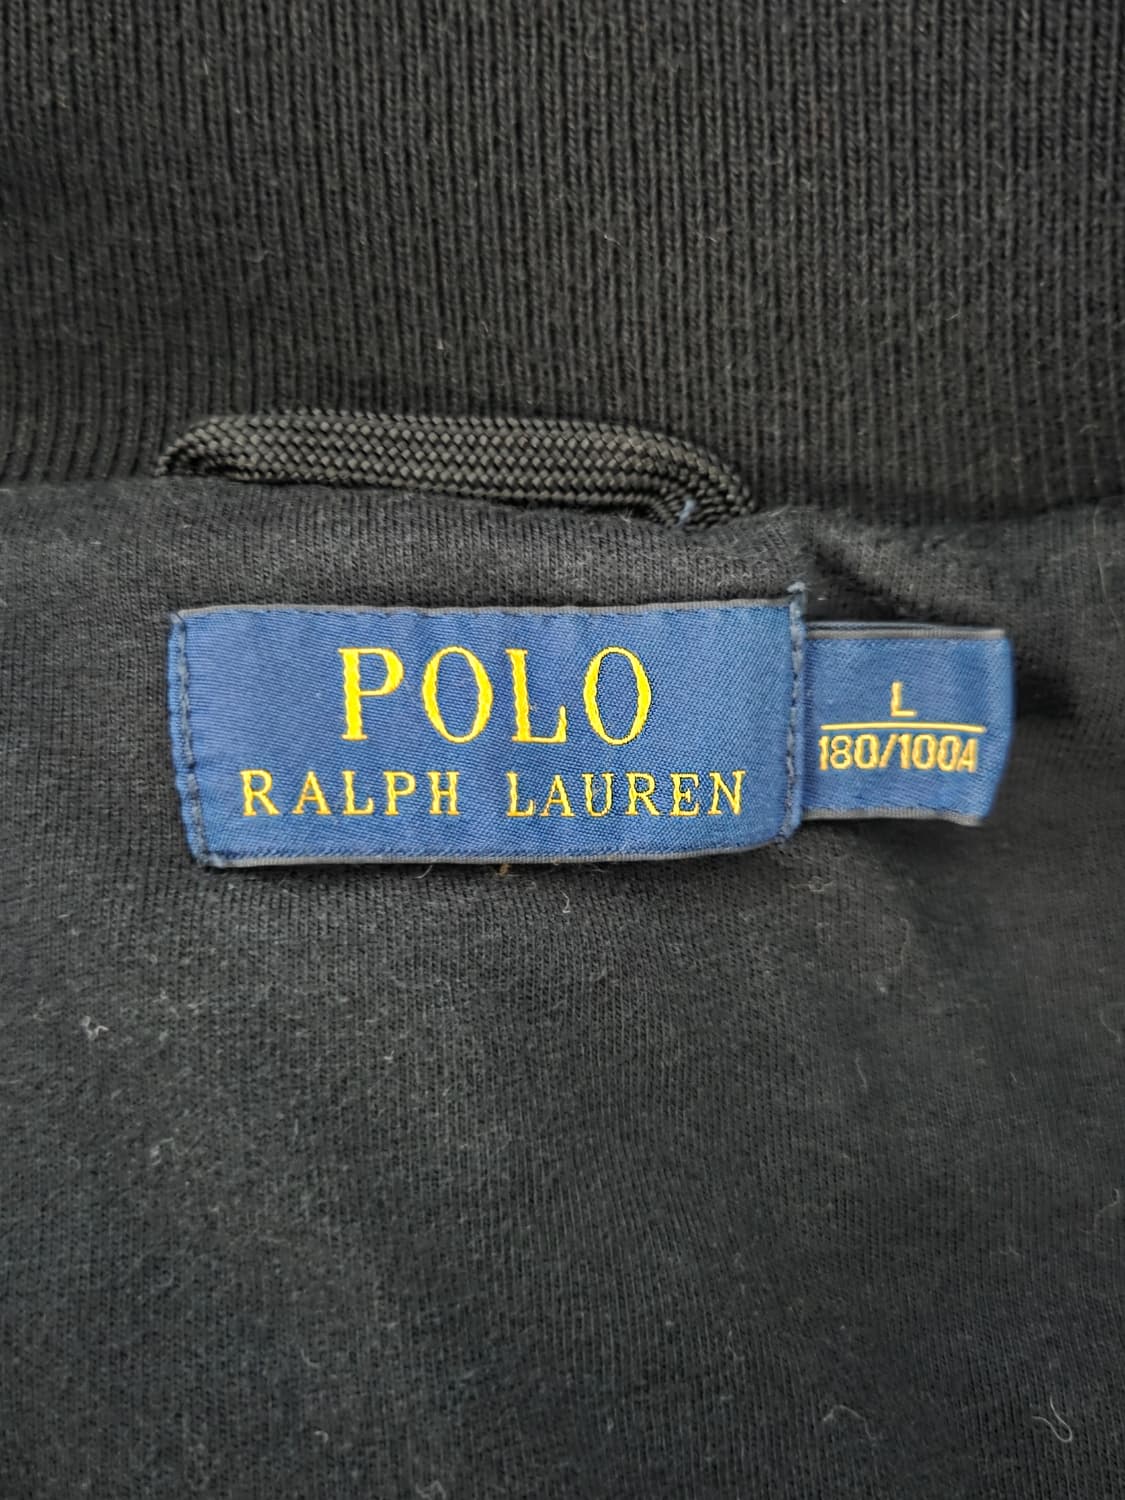 POLO
RALPH LAUREN
L
180/100A